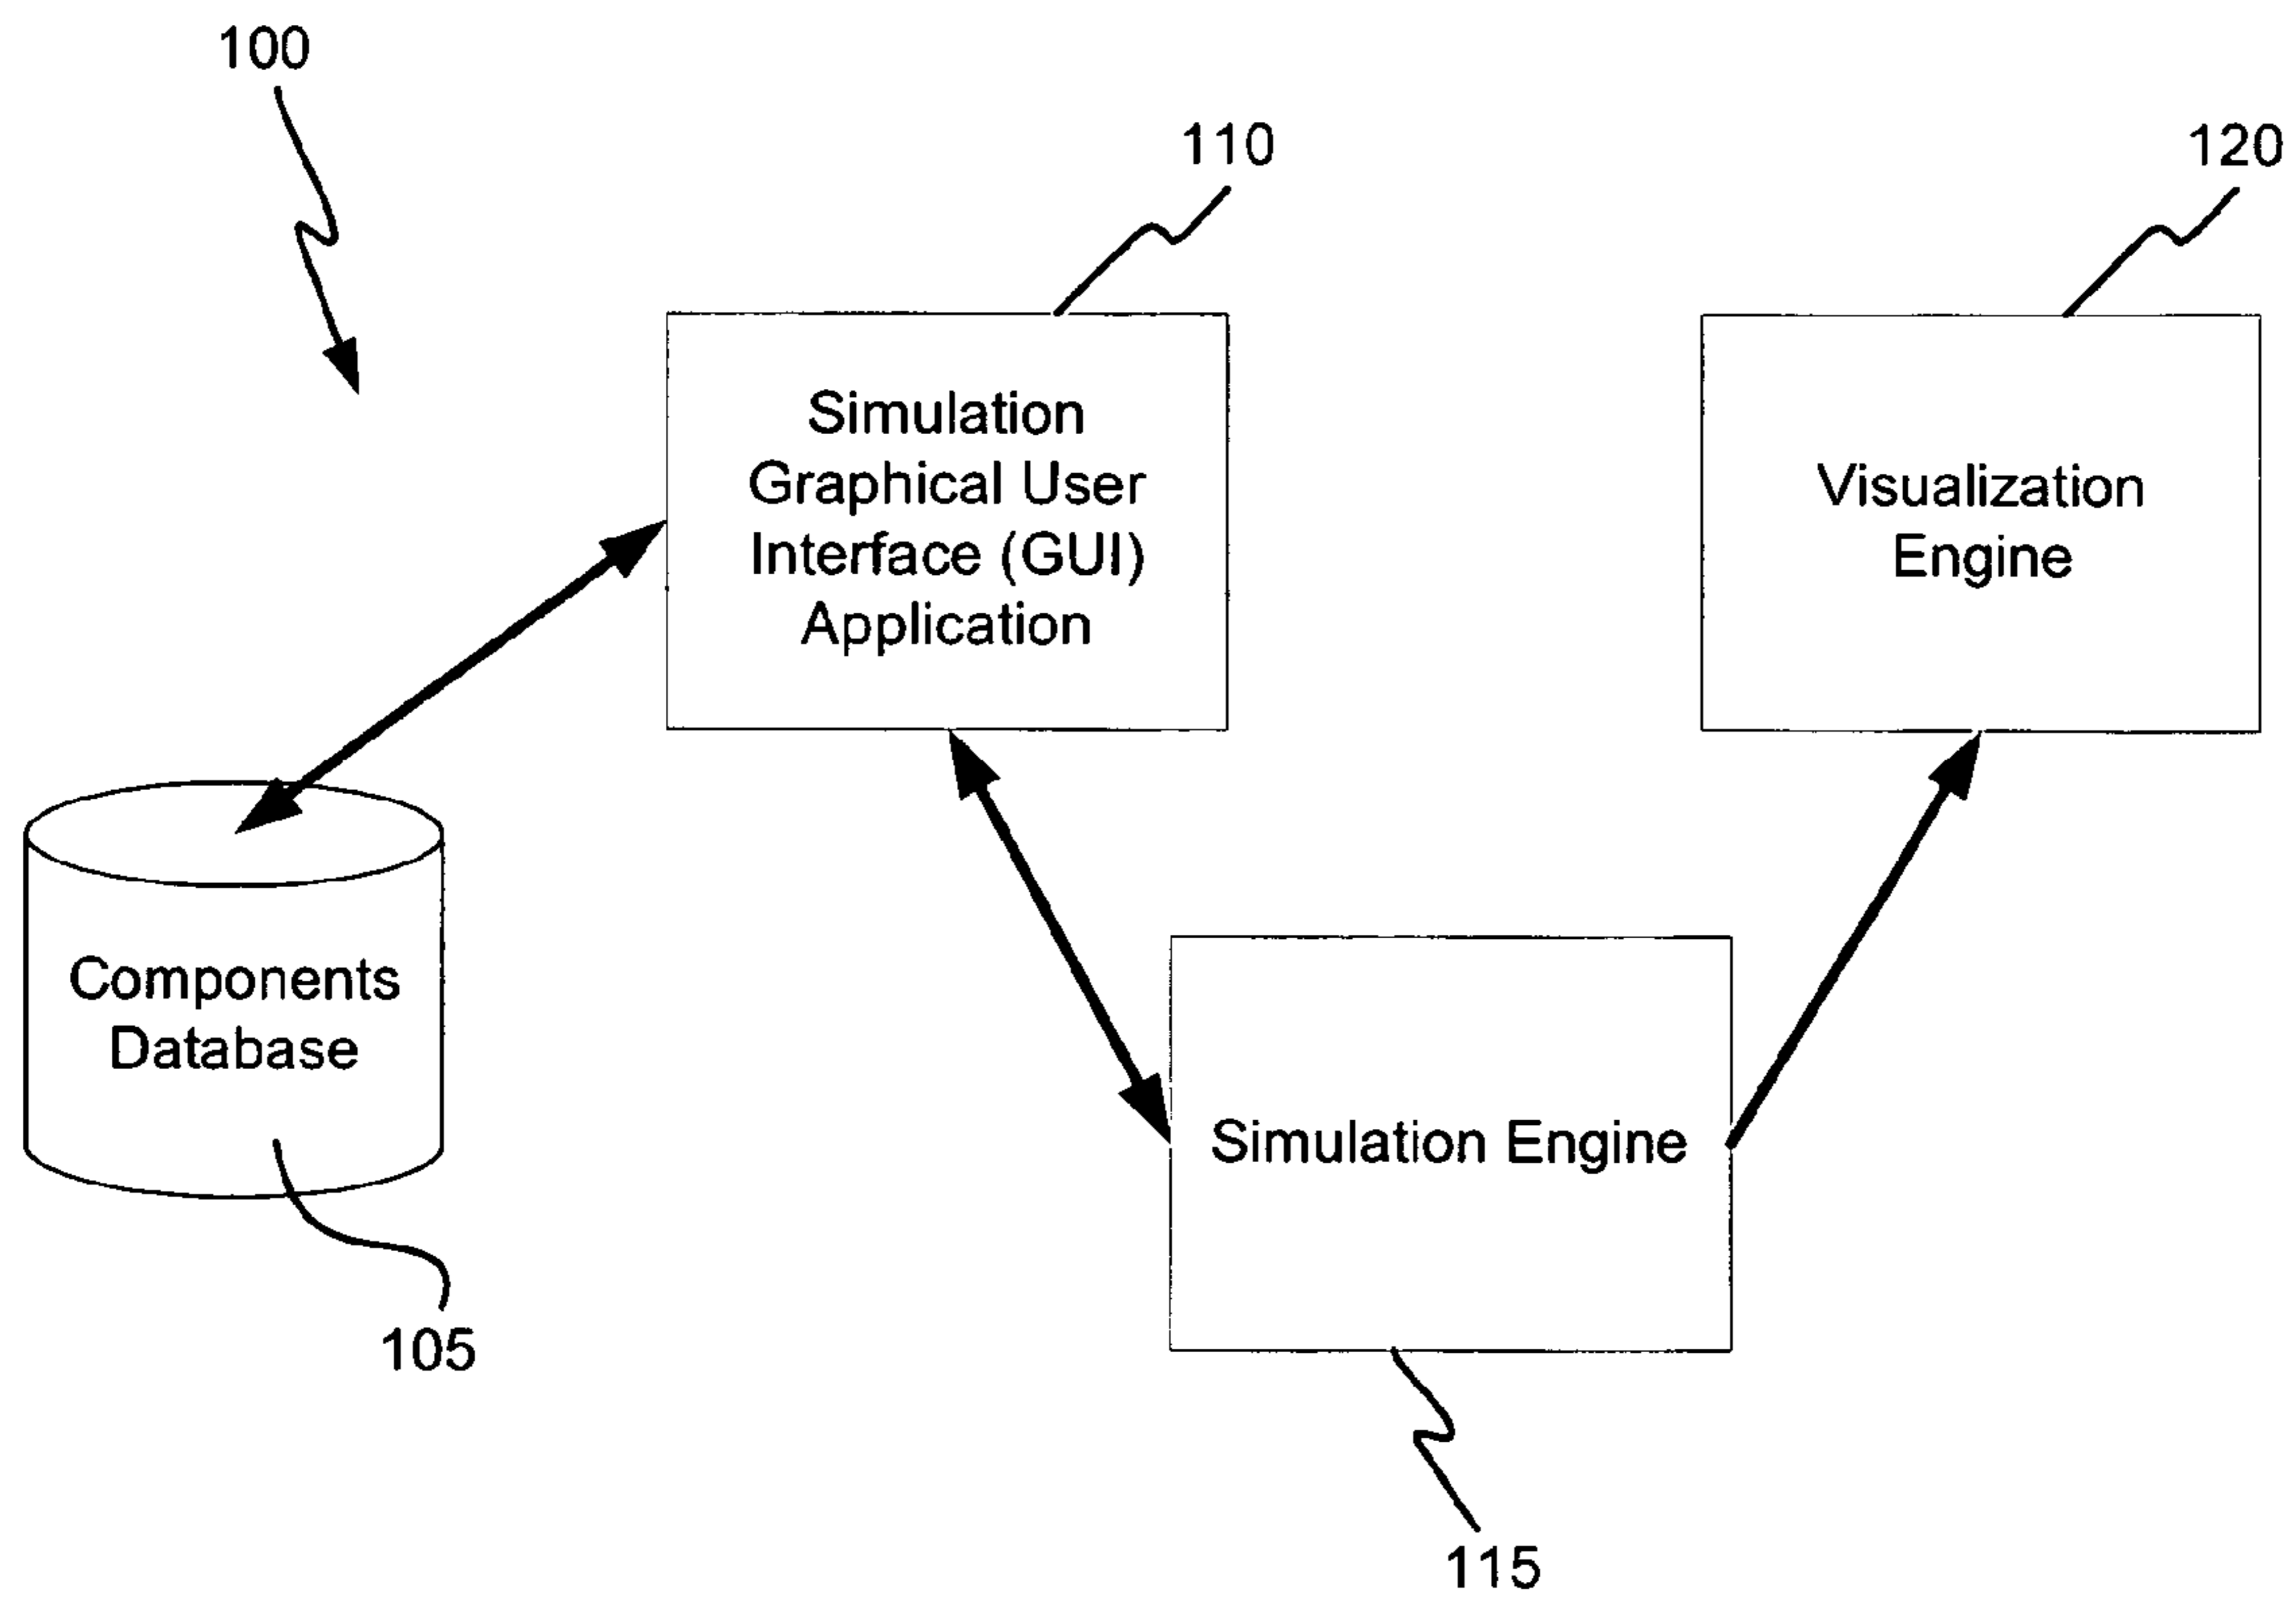 100
110
120
Simulation
Graphical User
Interface (GUI)
Application
Visualization
Engine
Components
Database
Simulation Engine
105
115